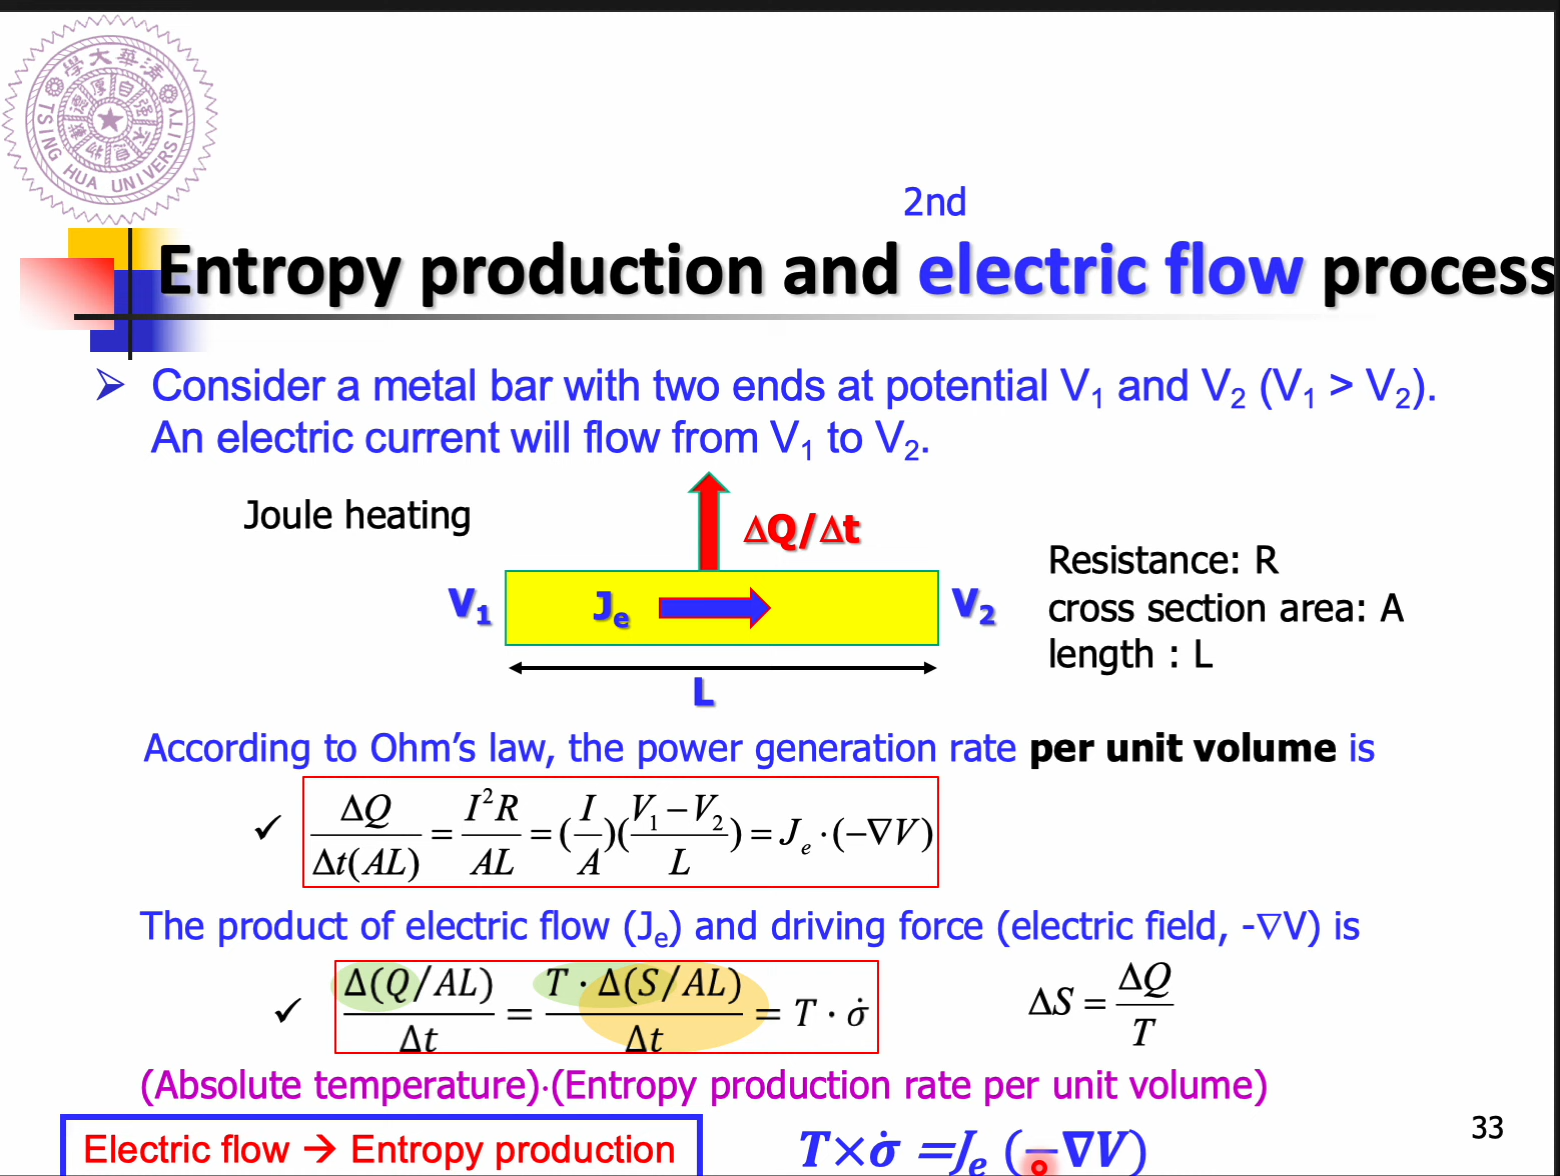 學大華清
TSING HUA UNIVERSITY
2nd
Entropy production and electric flow process
➢ Consider a metal bar with two ends at potential V₁ and V₂ (V₁ > V₂).
An electric current will flow from V₁ to V₂.
Joule heating
ΔQ/Δt
Resistance: R
V₁ Jₑ V₂
cross section area: A
length : L
L
According to Ohm’s law, the power generation rate per unit volume is
✓ ΔQ/(Δt(AL)) = I²R/(AL) = (I/A)((V₁ − V₂)/L) = Jₑ · (−∇V)
The product of electric flow (Jₑ) and driving force (electric field, -∇V) is
✓ Δ(Q/AL)/Δt = T · Δ(S/AL)/Δt = T · σ̇ ΔS = ΔQ/T
(Absolute temperature)·(Entropy production rate per unit volume)
33
Electric flow → Entropy production T×σ̇ =Jₑ (−∇V)